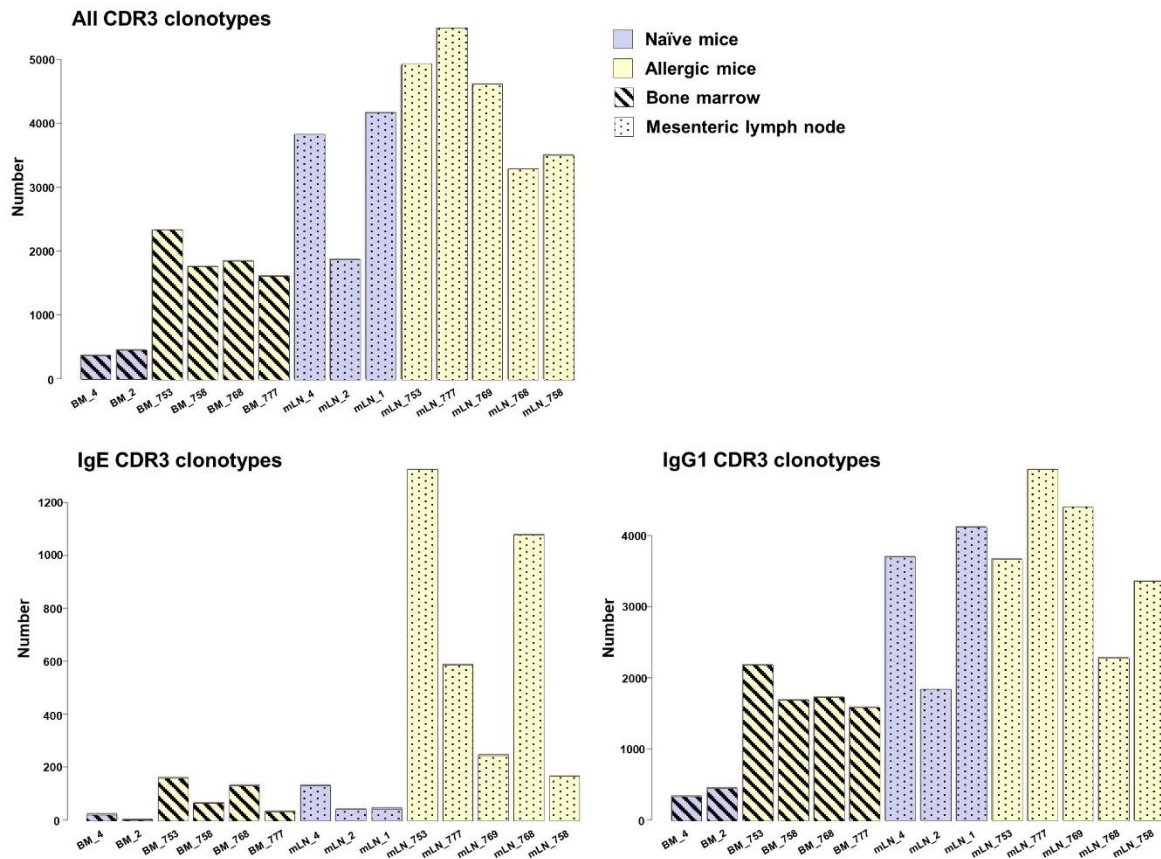 All CDR3 clonotypes
Number
5000
4000
3000
2000
1000
0
BM_4
BM_2
BM_753
BM_758
BM_768
BM_777
mLN_4
mLN_2
mLN_1
mLN_753
mLN_777
mLN_769
mLN_768
mLN_758
Naïve mice
Allergic mice
Bone marrow
Mesenteric lymph node
IgE CDR3 clonotypes
Number
1200
1000
800
600
400
200
0
BM_4
BM_2
BM_753
BM_758
BM_768
BM_777
mLN_4
mLN_2
mLN_1
mLN_753
mLN_777
mLN_769
mLN_768
mLN_758
IgG1 CDR3 clonotypes
Number
4000
3000
2000
1000
0
BM_4
BM_2
BM_753
BM_758
BM_768
BM_777
mLN_4
mLN_2
mLN_1
mLN_753
mLN_777
mLN_769
mLN_768
mLN_758